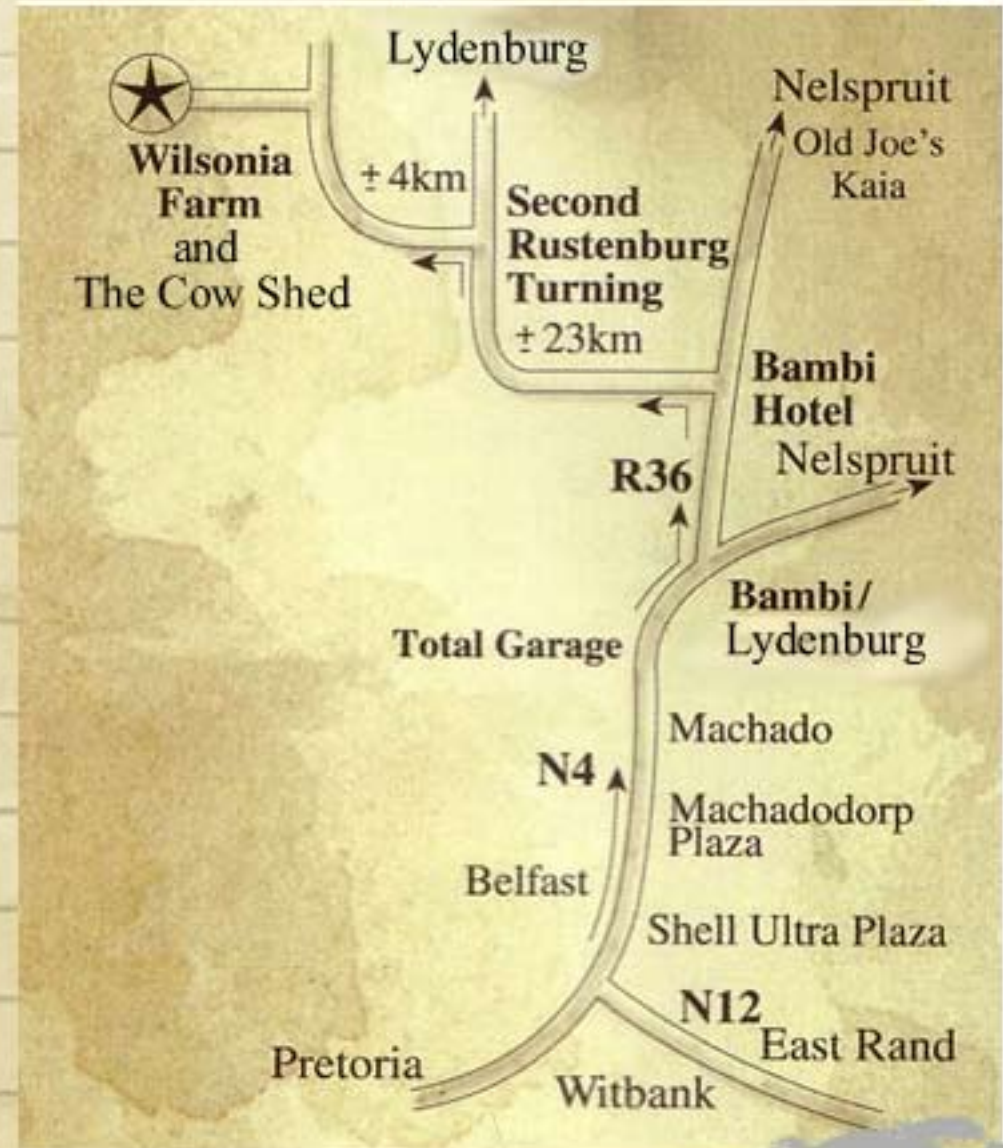 Lydenburg
Nelspruit
Old Joe's
Kaia
Wilsonia
Farm
and
The Cow Shed
± 4km
Second
Rustenburg
Turning
± 23km
Bambi
Hotel
Nelspruit
R36
Bambi/
Lydenburg
Total Garage
Machado
N4
Machadodorp
Plaza
Belfast
Shell Ultra Plaza
N12
East Rand
Pretoria
Witbank